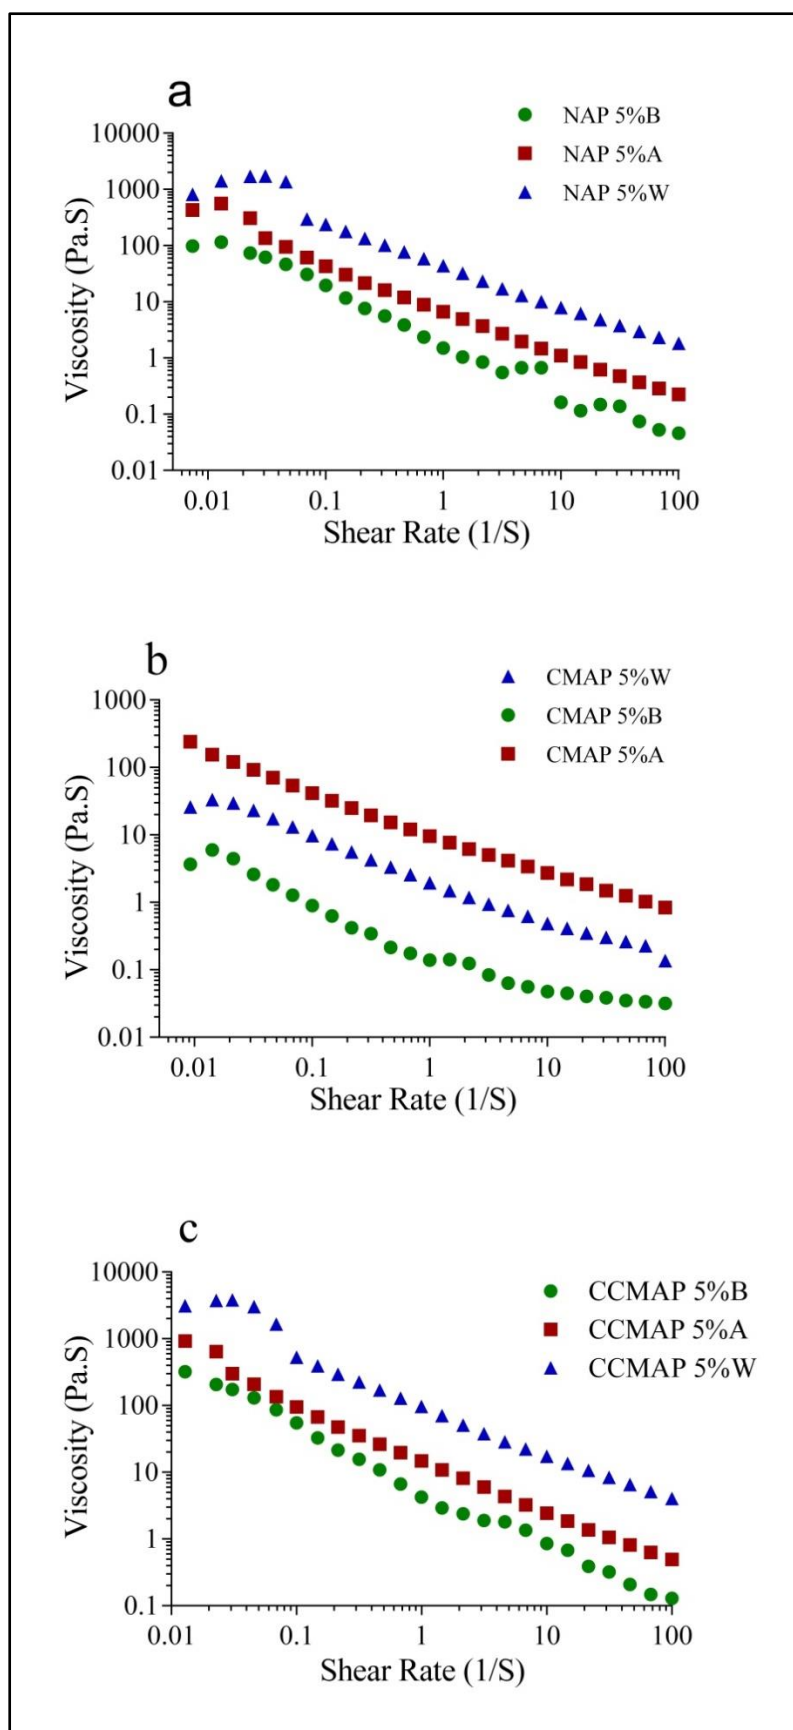 a
NAP 5%B
NAP 5%A
NAP 5%W
10000
1000
100
10
1
0.1
0.01
Viscosity (Pa.S)
0.01 0.1 1 10 100
Shear Rate (1/S)
b
CMAP 5%W
CMAP 5%B
CMAP 5%A
1000
100
10
1
0.1
0.01
Viscosity (Pa.S)
0.01 0.1 1 10 100
Shear Rate (1/S)
c
CCMAP 5%B
CCMAP 5%A
CCMAP 5%W
10000
1000
100
10
1
0.1
Viscosity (Pa.S)
0.01 0.1 1 10 100
Shear Rate (1/S)